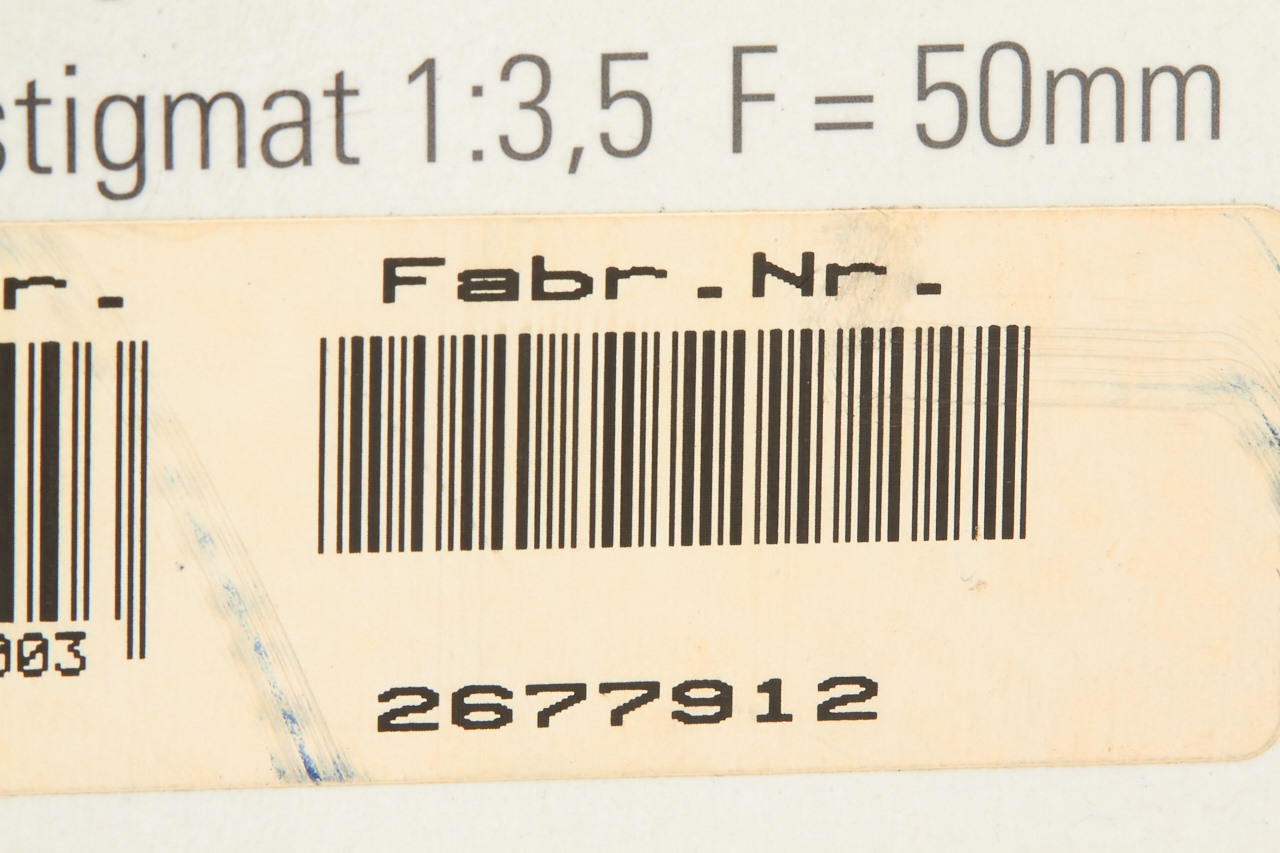 stigmat 1:3,5 F = 50mm
r. Fabr.Nr.
003
2677912